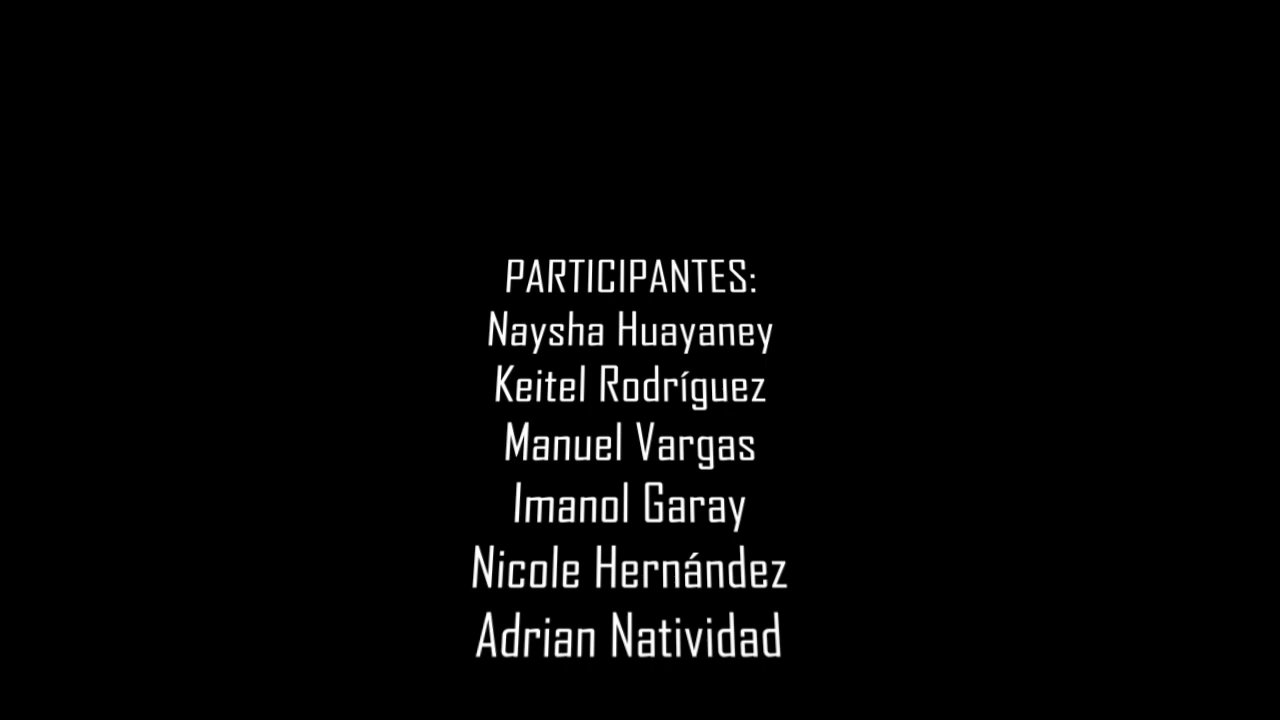 PARTICIPANTES:
Naysha Huayaney
Keitel Rodríguez
Manuel Vargas
Imanol Garay
Nicole Hernández
Adrian Natividad